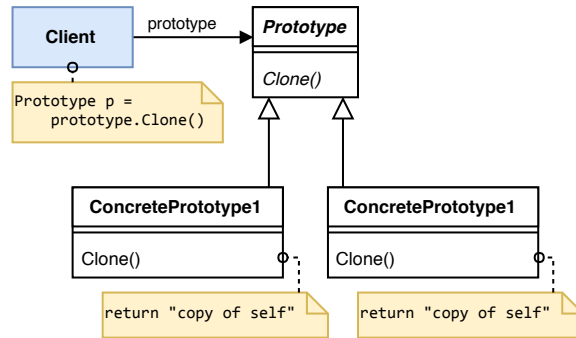 Client
prototype
Prototype
Clone()
Prototype p =
prototype.Clone()
ConcretePrototype1
Clone()
return "copy of self"
ConcretePrototype1
Clone()
return "copy of self"